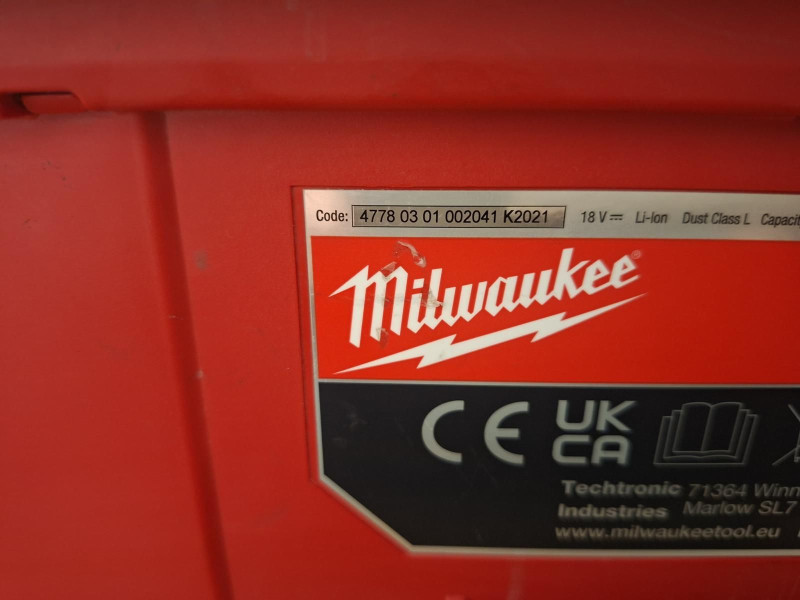 Code: 4778 03 01 002041 K2021 18 V⎓ Li-Ion Dust Class L Capacity
Milwaukee®
CE UK
CA
Techtronic 71364 Winn
Industries Marlow SL7
www.milwaukeetool.eu